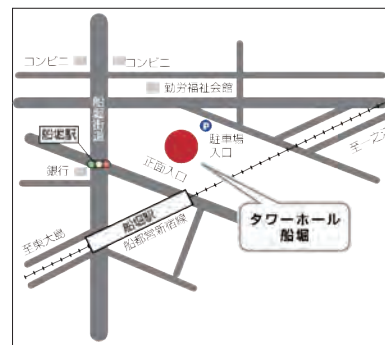 コンビニ
コンビニ
勤労福祉会館
船堀街道
P
駐車場
入口
船堀駅
正面入口
銀行
至一之江
タワーホール
船堀
船堀駅
都営新宿線
至東大島